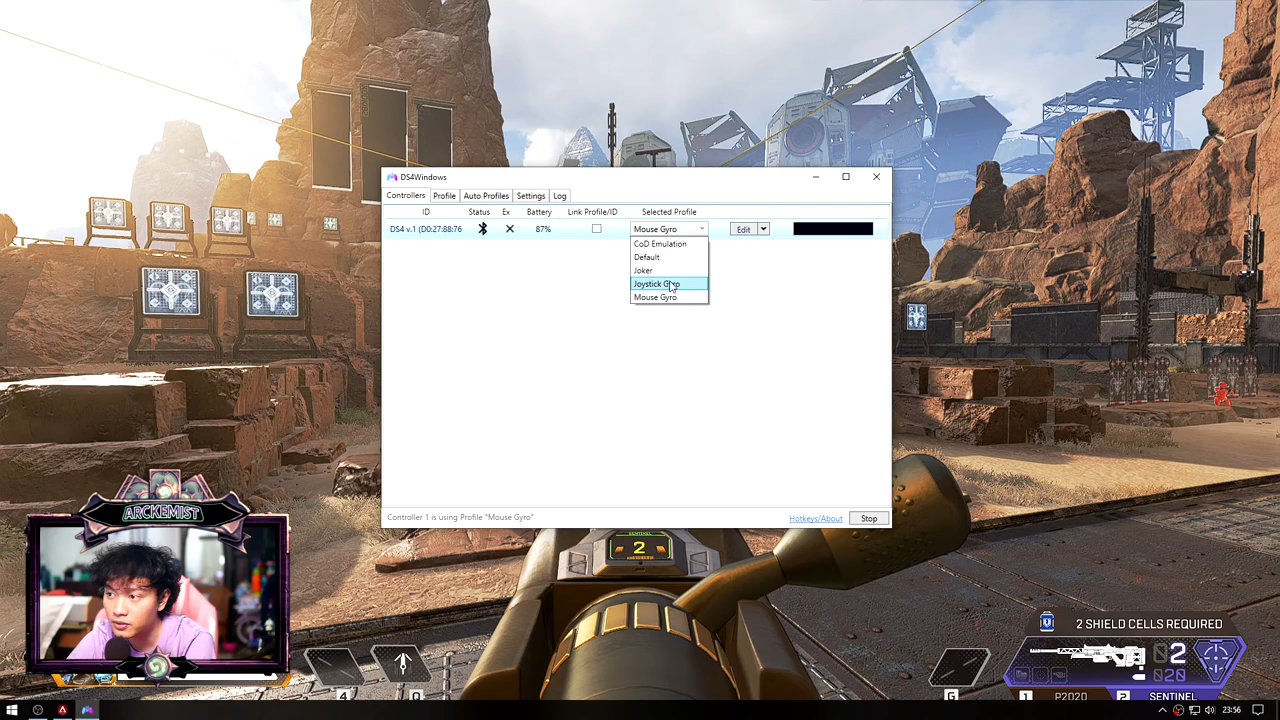 DS4Windows
Controllers Profile Auto Profiles Settings Log
ID Status Ex Battery Link Profile/ID Selected Profile
DS4 v.1 (D0:27:88:76 87% Mouse Gyro Edit
CoD Emulation
Default
Joker
Joystick Gyro
Mouse Gyro
Controller 1 is using Profile "Mouse Gyro" Hotkeys/About Stop
ARCKEMIST
SENTINEL
2
2 SHIELD CELLS REQUIRED
02
020
4 Q G 1 P2020 2 SENTINEL
23:56